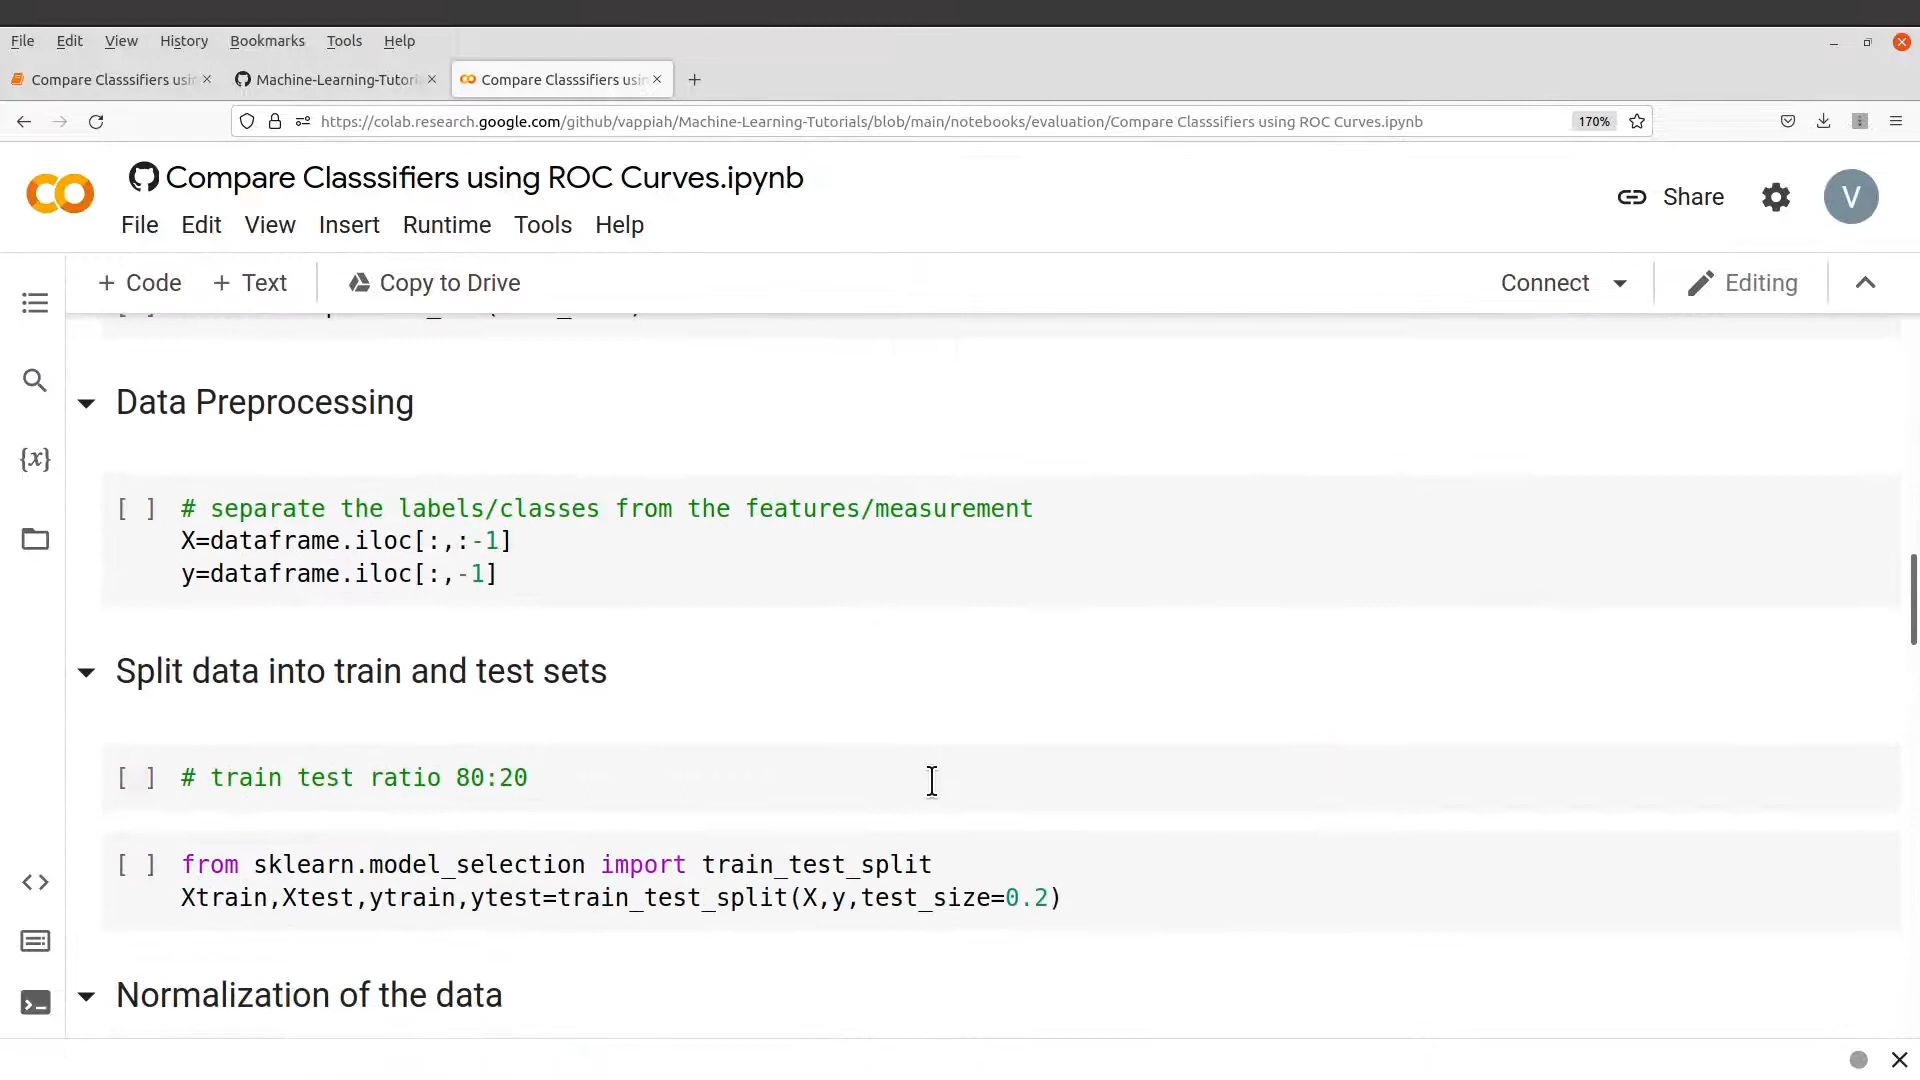 File Edit View History Bookmarks Tools Help
Compare Classsifiers usin Machine-Learning-Tutori Compare Classsifiers usin
https://colab.research.google.com/github/vappiah/Machine-Learning-Tutorials/blob/main/notebooks/evaluation/Compare Classsifiers using ROC Curves.ipynb 170%
Compare Classsifiers using ROC Curves.ipynb
Share V
File Edit View Insert Runtime Tools Help
+ Code + Text Copy to Drive Connect Editing
Data Preprocessing
[ ] # separate the labels/classes from the features/measurement
X=dataframe.iloc[:,:-1]
y=dataframe.iloc[:,-1]
Split data into train and test sets
[ ] # train test ratio 80:20
[ ] from sklearn.model_selection import train_test_split
Xtrain,Xtest,ytrain,ytest=train_test_split(X,y,test_size=0.2)
Normalization of the data